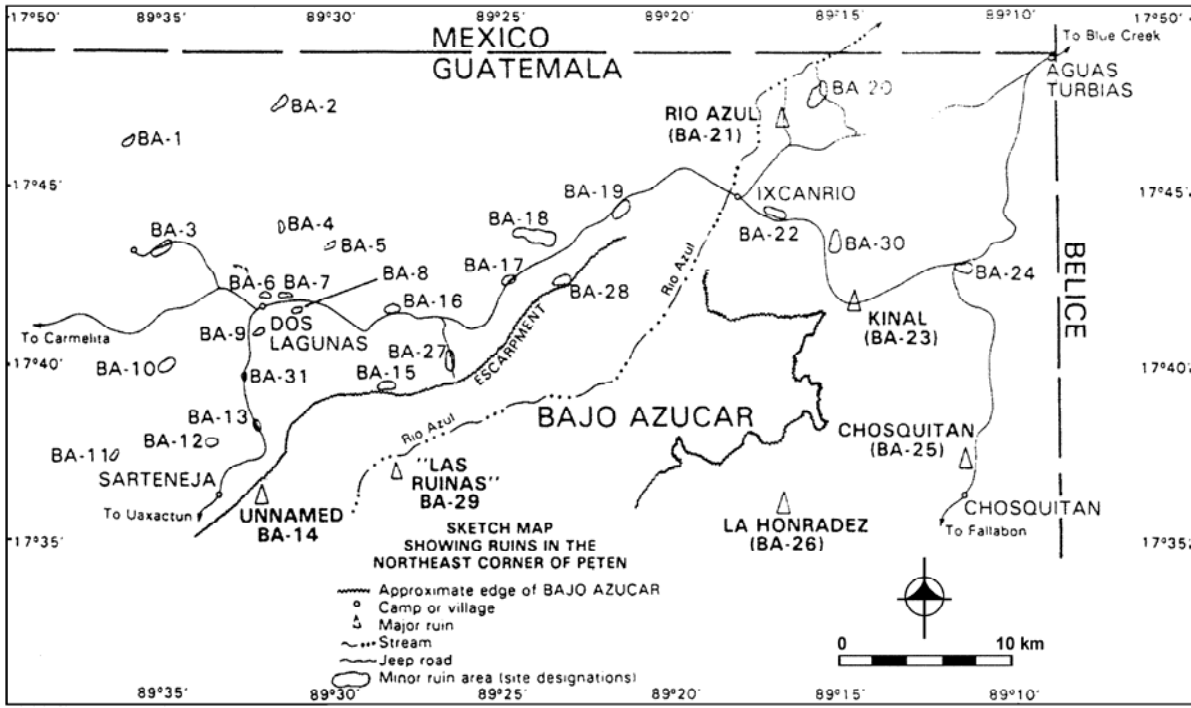 17°50'
89°35'
89°30'
89°25'
89°20'
89°15'
89°10'
17°50'
MEXICO
GUATEMALA
To Blue Creek
AGUAS
TURBIAS
BA-1
BA-2
RIO AZUL
(BA-21)
BA-20
17°45'
17°45'
BA-3
BA-4
BA-5
BA-6
BA-7
BA-8
BA-18
BA-19
IXCANRIO
BA-22
BA-30
BA-24
BA-17
BA-28
Rio Azul
BELICE
BA-16
BA-9
DOS
LAGUNAS
To Carmelita
KINAL
(BA-23)
17°40'
17°40'
BA-10
BA-27
ESCARPMENT
BA-31
BA-15
BA-13
BA-12
BA-11
Rio Azul
BAJO AZUCAR
CHOSQUITAN
(BA-25)
SARTENEJA
"LAS
RUINAS"
BA-29
To Uaxactun
UNNAMED
BA-14
LA HONRADEZ
(BA-26)
CHOSQUITAN
To Fallabon
17°35'
17°35'
SKETCH MAP
SHOWING RUINS IN THE
NORTHEAST CORNER OF PETEN
Approximate edge of BAJO AZUCAR
Camp or village
Major ruin
Stream
Jeep road
Minor ruin area (site designations)
0 10 km
89°35'
89°30'
89°25'
89°20'
89°15'
89°10'